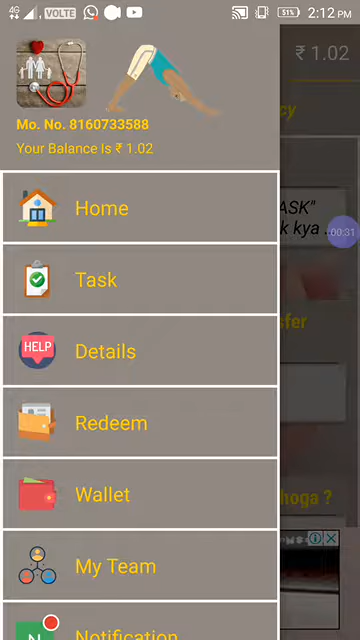 4G VOLTE 51% 2:12 PM
₹ 1.02
cy
Mo. No. 8160733588
Your Balance Is ₹ 1.02
Home
ASK"
k kya ..
00:31
Task
sfer
HELP
Details
Redeem
Wallet
hoga ?
My Team
N
Notification